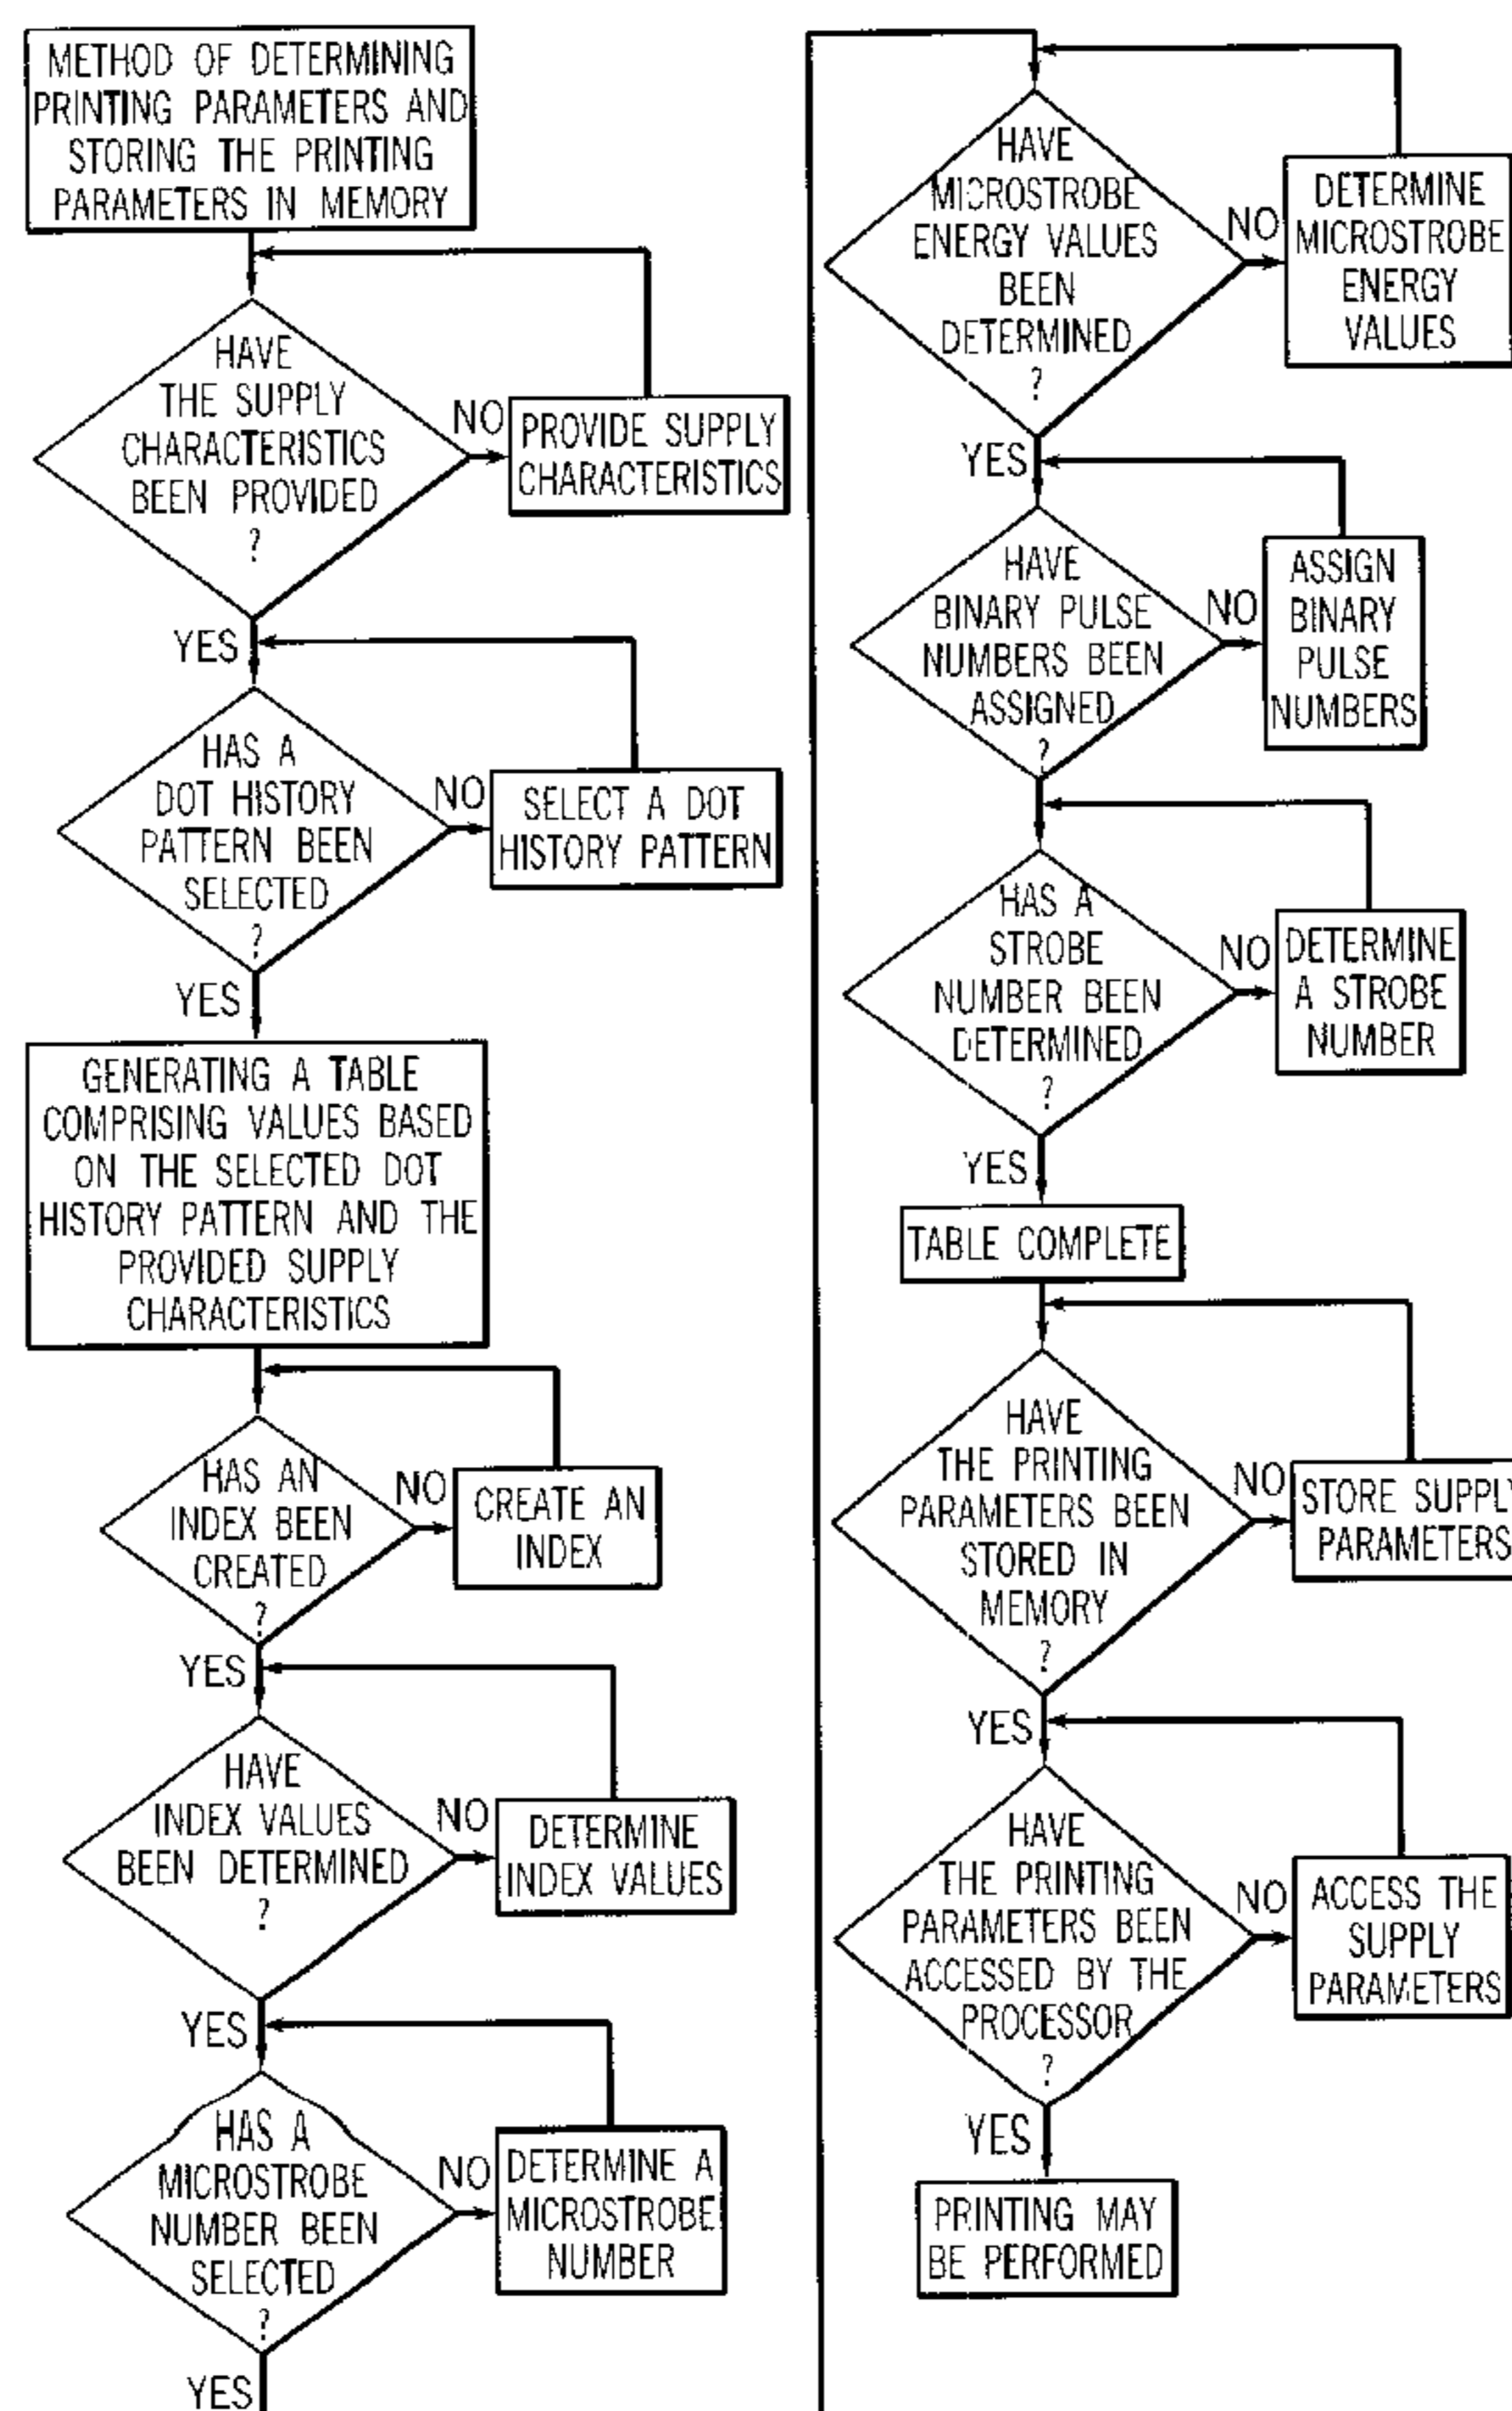 METHOD OF DETERMINING
PRINTING PARAMETERS AND
STORING THE PRINTING
PARAMETERS IN MEMORY
HAVE
THE SUPPLY
CHARACTERISTICS
BEEN PROVIDED
?
NO
PROVIDE SUPPLY
CHARACTERISTICS
YES
HAS A
DOT HISTORY
PATTERN BEEN
SELECTED
?
NO
SELECT A DOT
HISTORY PATTERN
YES
GENERATING A TABLE
COMPRISING VALUES BASED
ON THE SELECTED DOT
HISTORY PATTERN AND THE
PROVIDED SUPPLY
CHARACTERISTICS
HAS AN
INDEX BEEN
CREATED
?
NO
CREATE AN
INDEX
YES
HAVE
INDEX VALUES
BEEN DETERMINED
?
NO
DETERMINE
INDEX VALUES
YES
HAS A
MICROSTROBE
NUMBER BEEN
SELECTED
?
NO
DETERMINE A
MICROSTROBE
NUMBER
YES
HAVE
MICROSTROBE
ENERGY VALUES
BEEN
DETERMINED
?
NO
DETERMINE
MICROSTROBE
ENERGY
VALUES
YES
HAVE
BINARY PULSE
NUMBERS BEEN
ASSIGNED
?
NO
ASSIGN
BINARY
PULSE
NUMBERS
HAS A
STROBE
NUMBER BEEN
DETERMINED
?
NO
DETERMINE
A STROBE
NUMBER
YES
TABLE COMPLETE
HAVE
THE PRINTING
PARAMETERS BEEN
STORED IN
MEMORY
?
NO
STORE SUPPLY
PARAMETERS
YES
HAVE
THE PRINTING
PARAMETERS BEEN
ACCESSED BY THE
PROCESSOR
?
NO
ACCESS THE
SUPPLY
PARAMETERS
YES
PRINTING MAY
BE PERFORMED